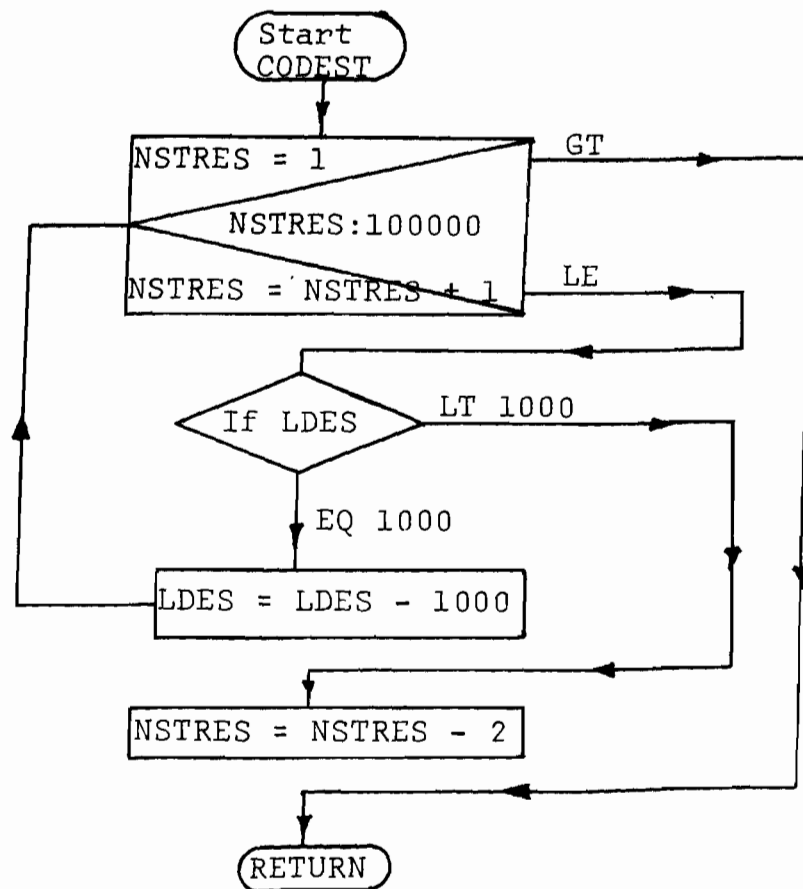 Start
CODEST
NSTRES = 1
GT
NSTRES:100000
NSTRES = NSTRES + 1
LE
If LDES
LT 1000
EQ 1000
LDES = LDES - 1000
NSTRES = NSTRES - 2
RETURN